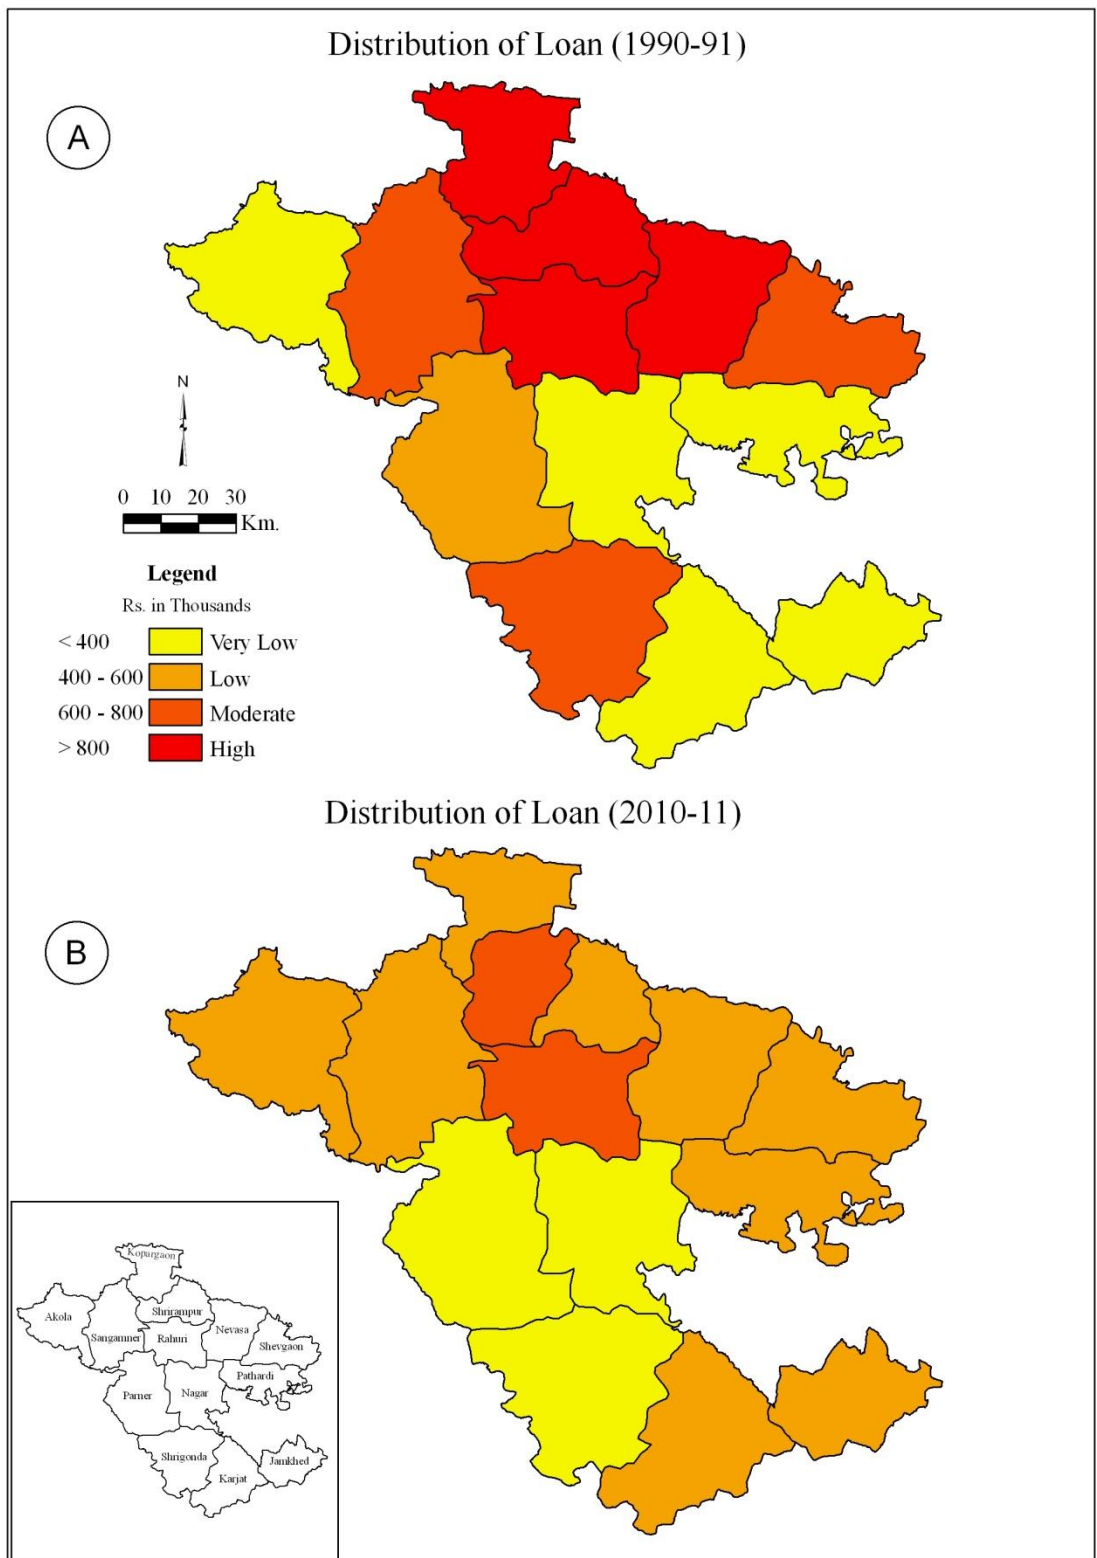 Distribution of Loan (1990-91)
A
N
0 10 20 30
Km.
Legend
Rs. in Thousands
< 400 Very Low
400 - 600 Low
600 - 800 Moderate
> 800 High
Distribution of Loan (2010-11)
B
Kopargaon
Akola
Shrirampur
Sangamner
Rahuri
Nevasa
Shevgaon
Pathardi
Parner
Nagar
Shrigonda
Jamkhed
Karjat